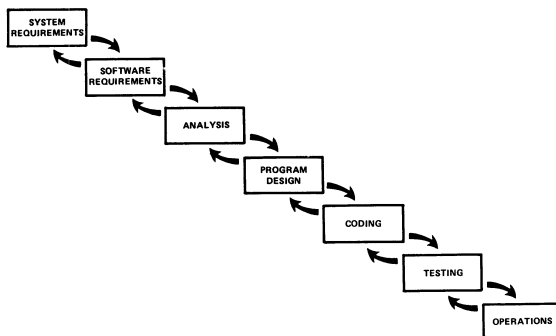 SYSTEM
REQUIREMENTS
SOFTWARE
REQUIREMENTS
ANALYSIS
PROGRAM
DESIGN
CODING
TESTING
OPERATIONS